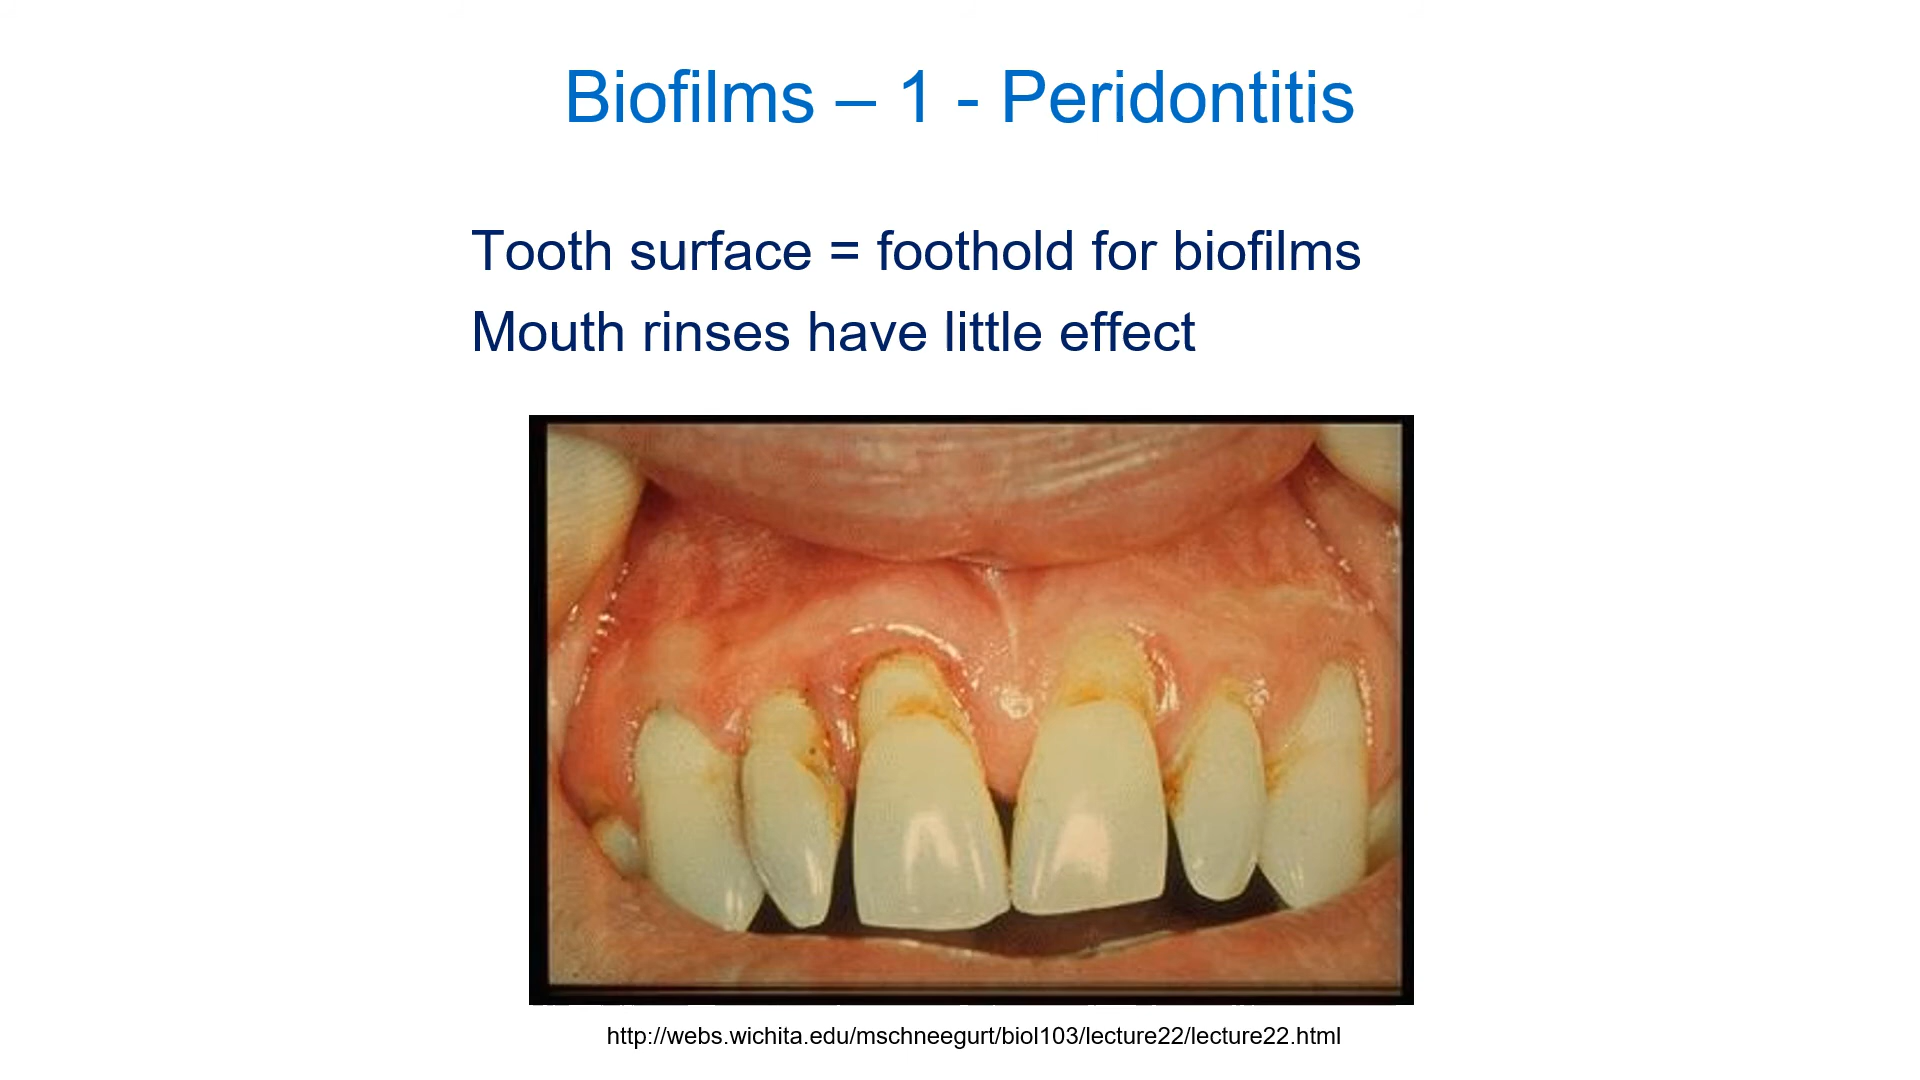 Biofilms – 1 - Peridontitis
Tooth surface = foothold for biofilms
Mouth rinses have little effect
http://webs.wichita.edu/mschneegurt/biol103/lecture22/lecture22.html